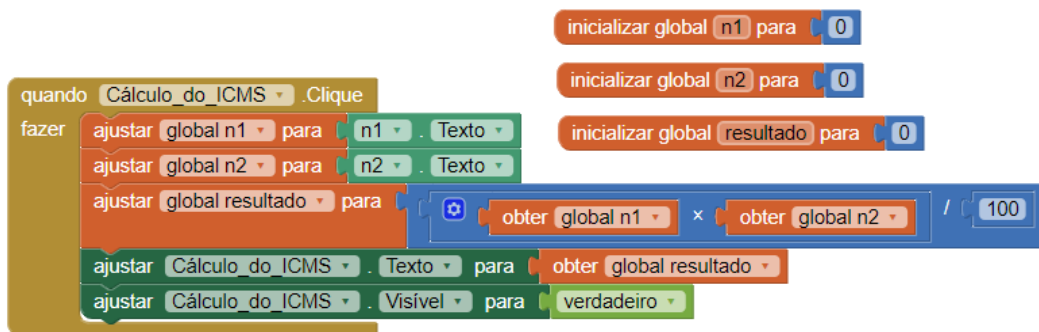 inicializar global n1 para 0
inicializar global n2 para 0
inicializar global resultado para 0
quando Cálculo_do_ICMS .Clique
fazer ajustar global n1 para n1 . Texto
ajustar global n2 para n2 . Texto
ajustar global resultado para obter global n1 × obter global n2 / 100
ajustar Cálculo_do_ICMS . Texto para obter global resultado
ajustar Cálculo_do_ICMS . Visível para verdadeiro